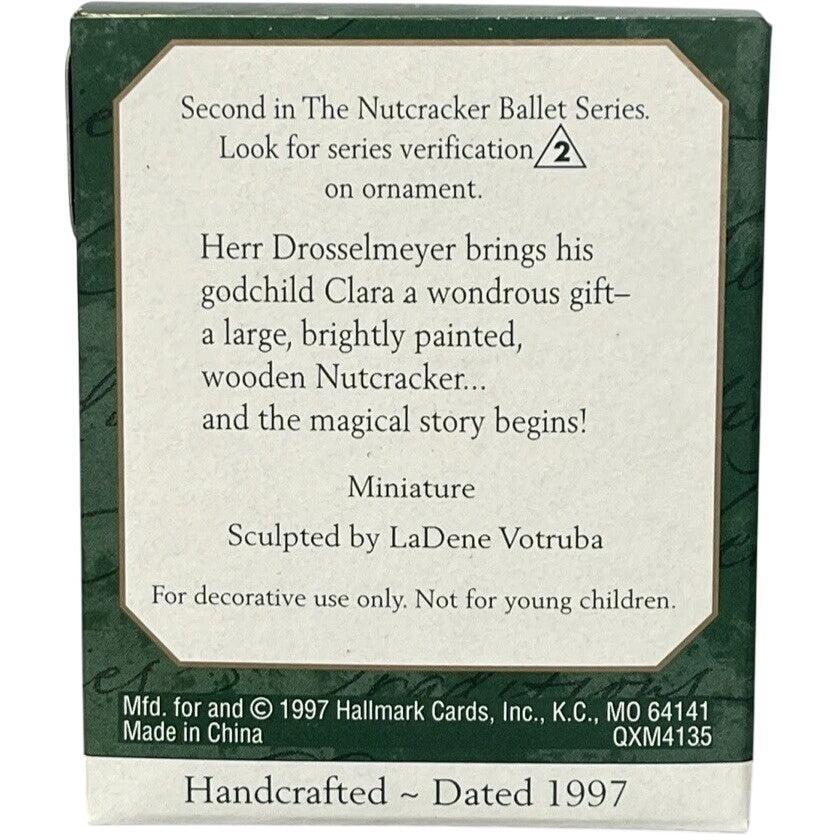 Second in The Nutcracker Ballet Series.
Look for series verification 2
on ornament.
Herr Drosselmeyer brings his
godchild Clara a wondrous gift–
a large, brightly painted,
wooden Nutcracker...
and the magical story begins!
Miniature
Sculpted by LaDene Votruba
For decorative use only. Not for young children.
Mfd. for and © 1997 Hallmark Cards, Inc., K.C., MO 64141
Made in China QXM4135
Handcrafted ~ Dated 1997